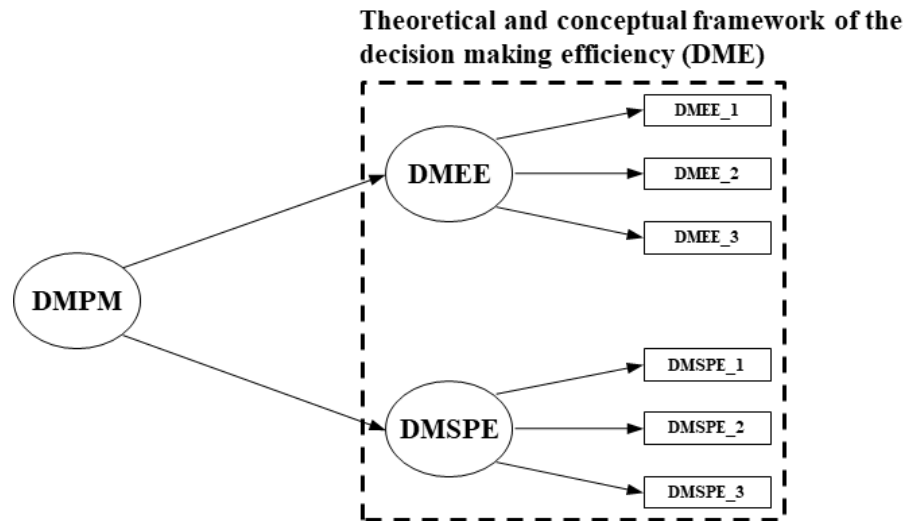 Theoretical and conceptual framework of the
decision making efficiency (DME)
DMEE_1
DMEE
DMEE_2
DMEE_3
DMPM
DMSPE_1
DMSPE
DMSPE_2
DMSPE_3